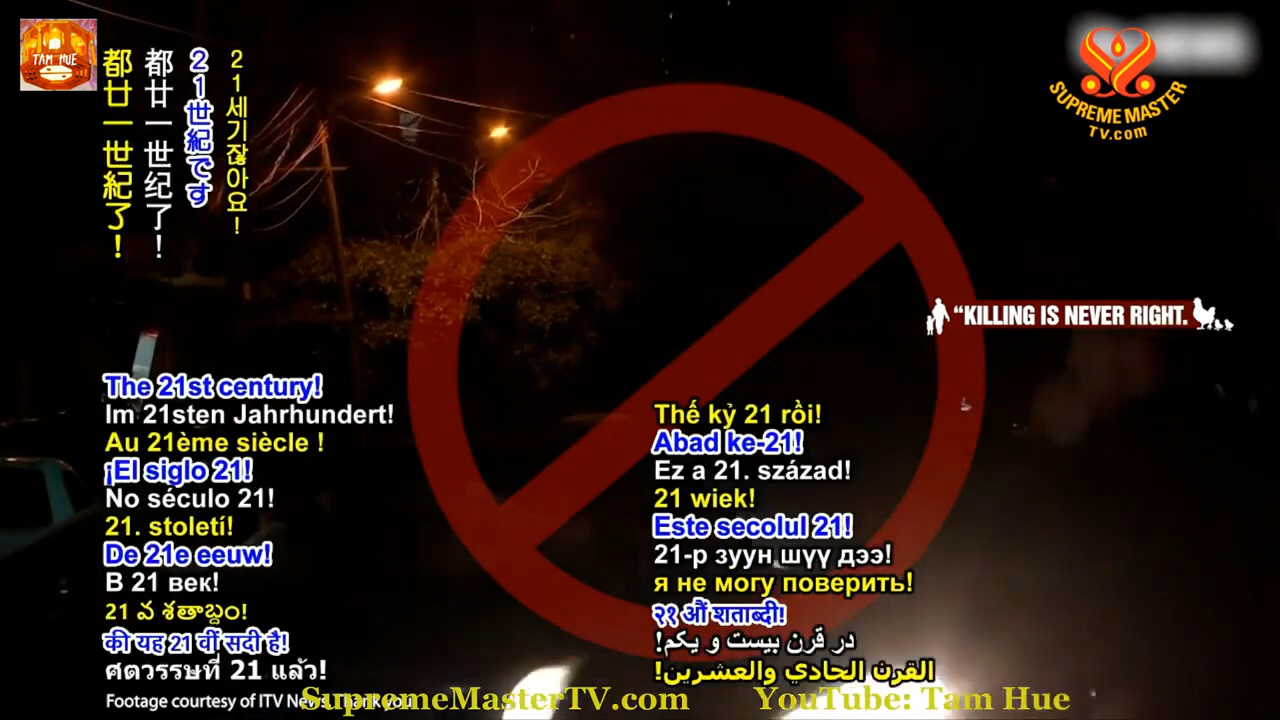 TAM HUE
都廿一世紀了！
都廿一世纪了！
21世紀です
21세기잖아요!
SUPREME MASTER
TV.com
“KILLING IS NEVER RIGHT.
The 21st century!
Im 21sten Jahrhundert!
Au 21ème siècle !
¡El siglo 21!
No século 21!
21. století!
De 21e eeuw!
В 21 век!
21 వ శతాబ్దం!
की यह 21 वीं सदी है!
ศตวรรษที่ 21 แล้ว!
Thế kỷ 21 rồi!
Abad ke-21!
Ez a 21. század!
21 wiek!
Este secolul 21!
21-р зуун шүү дээ!
я не могу поверить!
२१ औं शताब्दी!
در قرن بیست و یکم!
القرن الحادي والعشرين!
Footage courtesy of ITV News, Thank you
SupremeMasterTV.com YouTube: Tam Hue